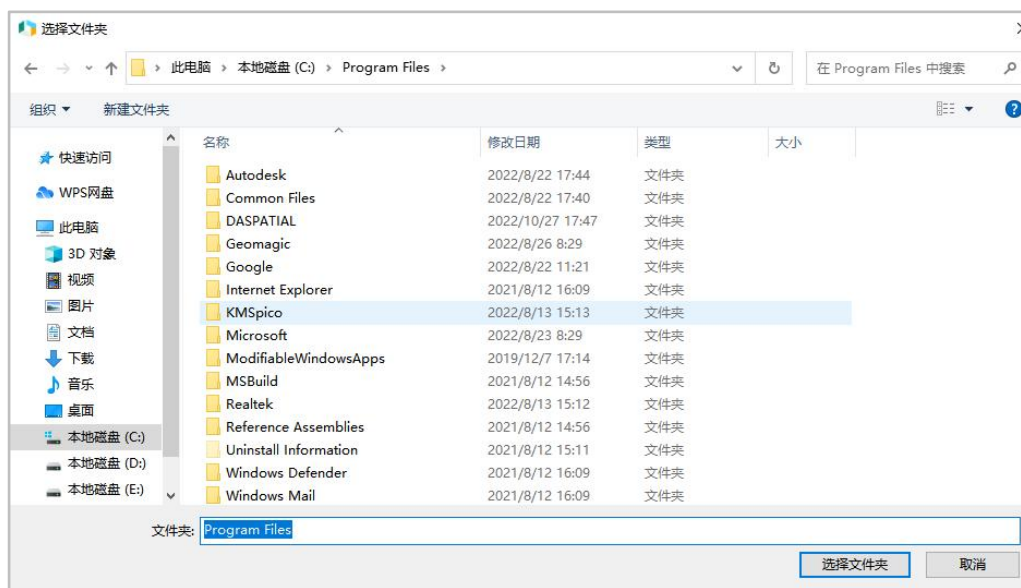 选择文件夹
此电脑 › 本地磁盘 (C:) › Program Files ›
在 Program Files 中搜索
组织 新建文件夹
名称 修改日期 类型 大小
快速访问
WPS网盘
此电脑
3D 对象
视频
图片
文档
下载
音乐
桌面
本地磁盘 (C:)
本地磁盘 (D:)
本地磁盘 (E:)
Autodesk 2022/8/22 17:44 文件夹
Common Files 2022/8/22 17:40 文件夹
DASPATIAL 2022/10/27 17:47 文件夹
Geomagic 2022/8/26 8:29 文件夹
Google 2022/8/22 11:21 文件夹
Internet Explorer 2021/8/12 16:09 文件夹
KMSpico 2022/8/13 15:13 文件夹
Microsoft 2022/8/23 8:29 文件夹
ModifiableWindowsApps 2019/12/7 17:14 文件夹
MSBuild 2021/8/12 14:56 文件夹
Realtek 2022/8/13 15:12 文件夹
Reference Assemblies 2021/8/12 14:56 文件夹
Uninstall Information 2021/8/12 15:11 文件夹
Windows Defender 2021/8/12 16:09 文件夹
Windows Mail 2021/8/12 16:09 文件夹
文件夹: Program Files
选择文件夹 取消